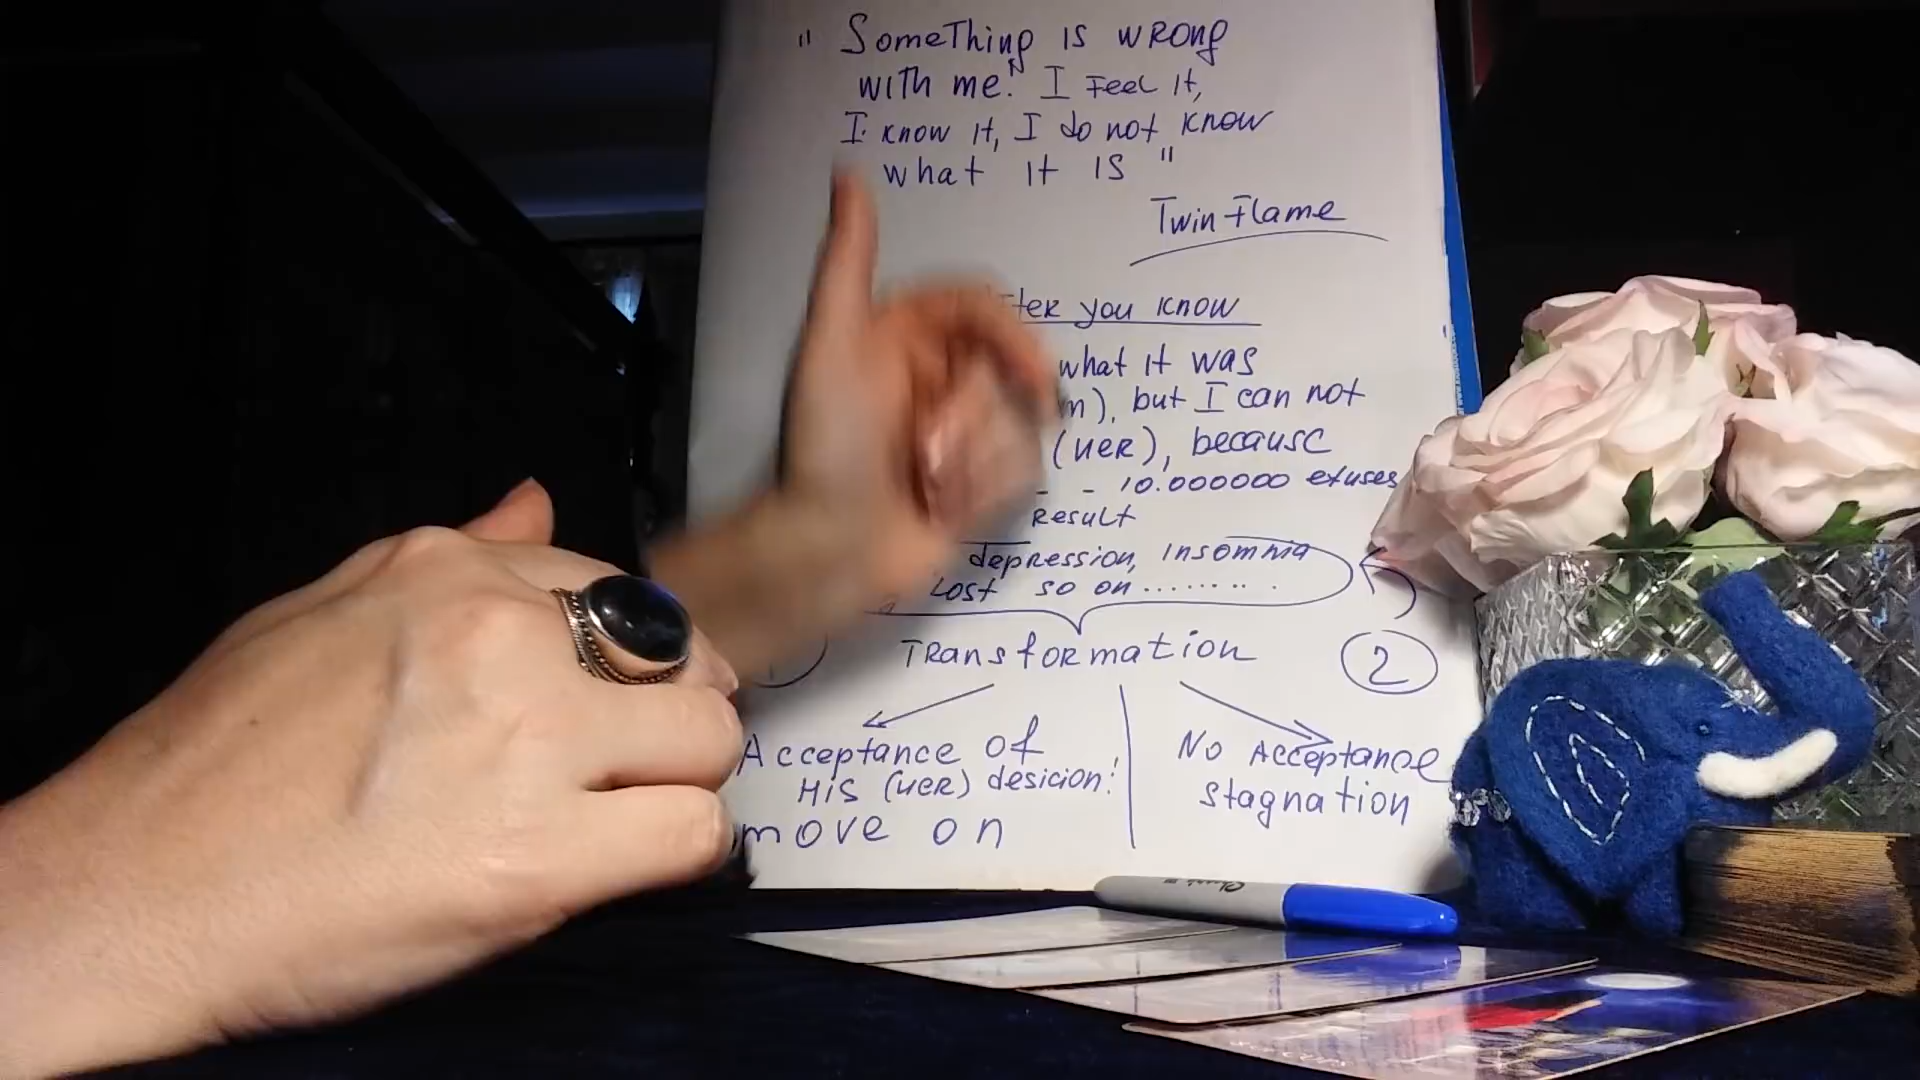 " Something is wrong
with me." I Feel it,
I know it, I do not know
what it is "
Twin Flame
you know
what it was
but I can not
(HER), because
- - 10.000000 exuses
Result
depression, insomnia
Lost so on ..........
Transformation
2
Acceptance of
His (HER) desicion!
move on
No Acceptance
stagnation